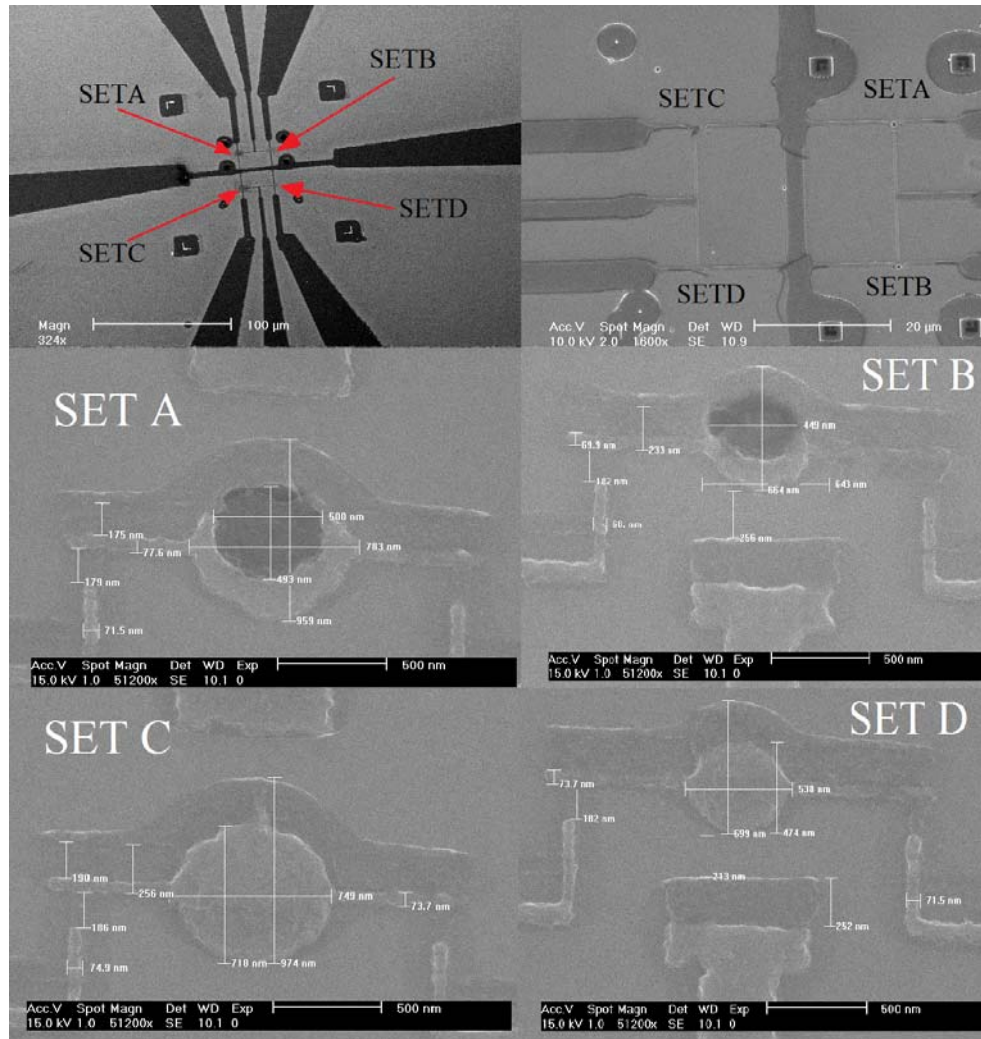 SETA
SETB
SETC
SETD
Magn
324x
100 µm
SETC
SETA
SETD
SETB
Acc.V Spot Magn Det WD
10.0 kV 2.0 1600x SE 10.9
20 µm
SET A
175 nm
77.6 nm
179 nm
71.5 nm
500 nm
783 nm
493 nm
959 nm
Acc.V Spot Magn Det WD Exp
15.0 kV 1.0 51200x SE 10.1 0
500 nm
SET B
69.9 nm
233 nm
182 nm
449 nm
664 nm
643 nm
256 nm
Acc.V Spot Magn Det WD Exp
15.0 kV 1.0 51200x SE 10.1 0
500 nm
SET C
190 nm
256 nm
186 nm
74.9 nm
749 nm
73.7 nm
718 nm
974 nm
Acc.V Spot Magn Det WD Exp
15.0 kV 1.0 51200x SE 10.1 0
500 nm
SET D
73.7 nm
182 nm
538 nm
699 nm
474 nm
713 nm
71.5 nm
252 nm
Acc.V Spot Magn Det WD Exp
15.0 kV 1.0 51200x SE 10.1 0
500 nm